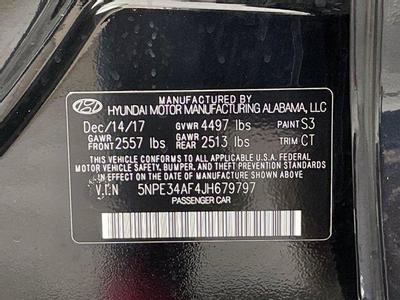 MANUFACTURED BY
HYUNDAI MOTOR MANUFACTURING ALABAMA, LLC
Dec/14/17 GVWR 4497 lbs PAINT S3
GAWR FRONT 2557 lbs GAWR REAR 2513 lbs TRIM CT
THIS VEHICLE CONFORMS TO ALL APPLICABLE U.S. FEDERAL
MOTOR VEHICLE SAFETY, BUMPER, AND THEFT PREVENTION STANDARDS
IN EFFECT ON THE DATE OF MANUFACTURE SHOWN ABOVE.
V.I.N 5NPE34AF4JH679797
PASSENGER CAR